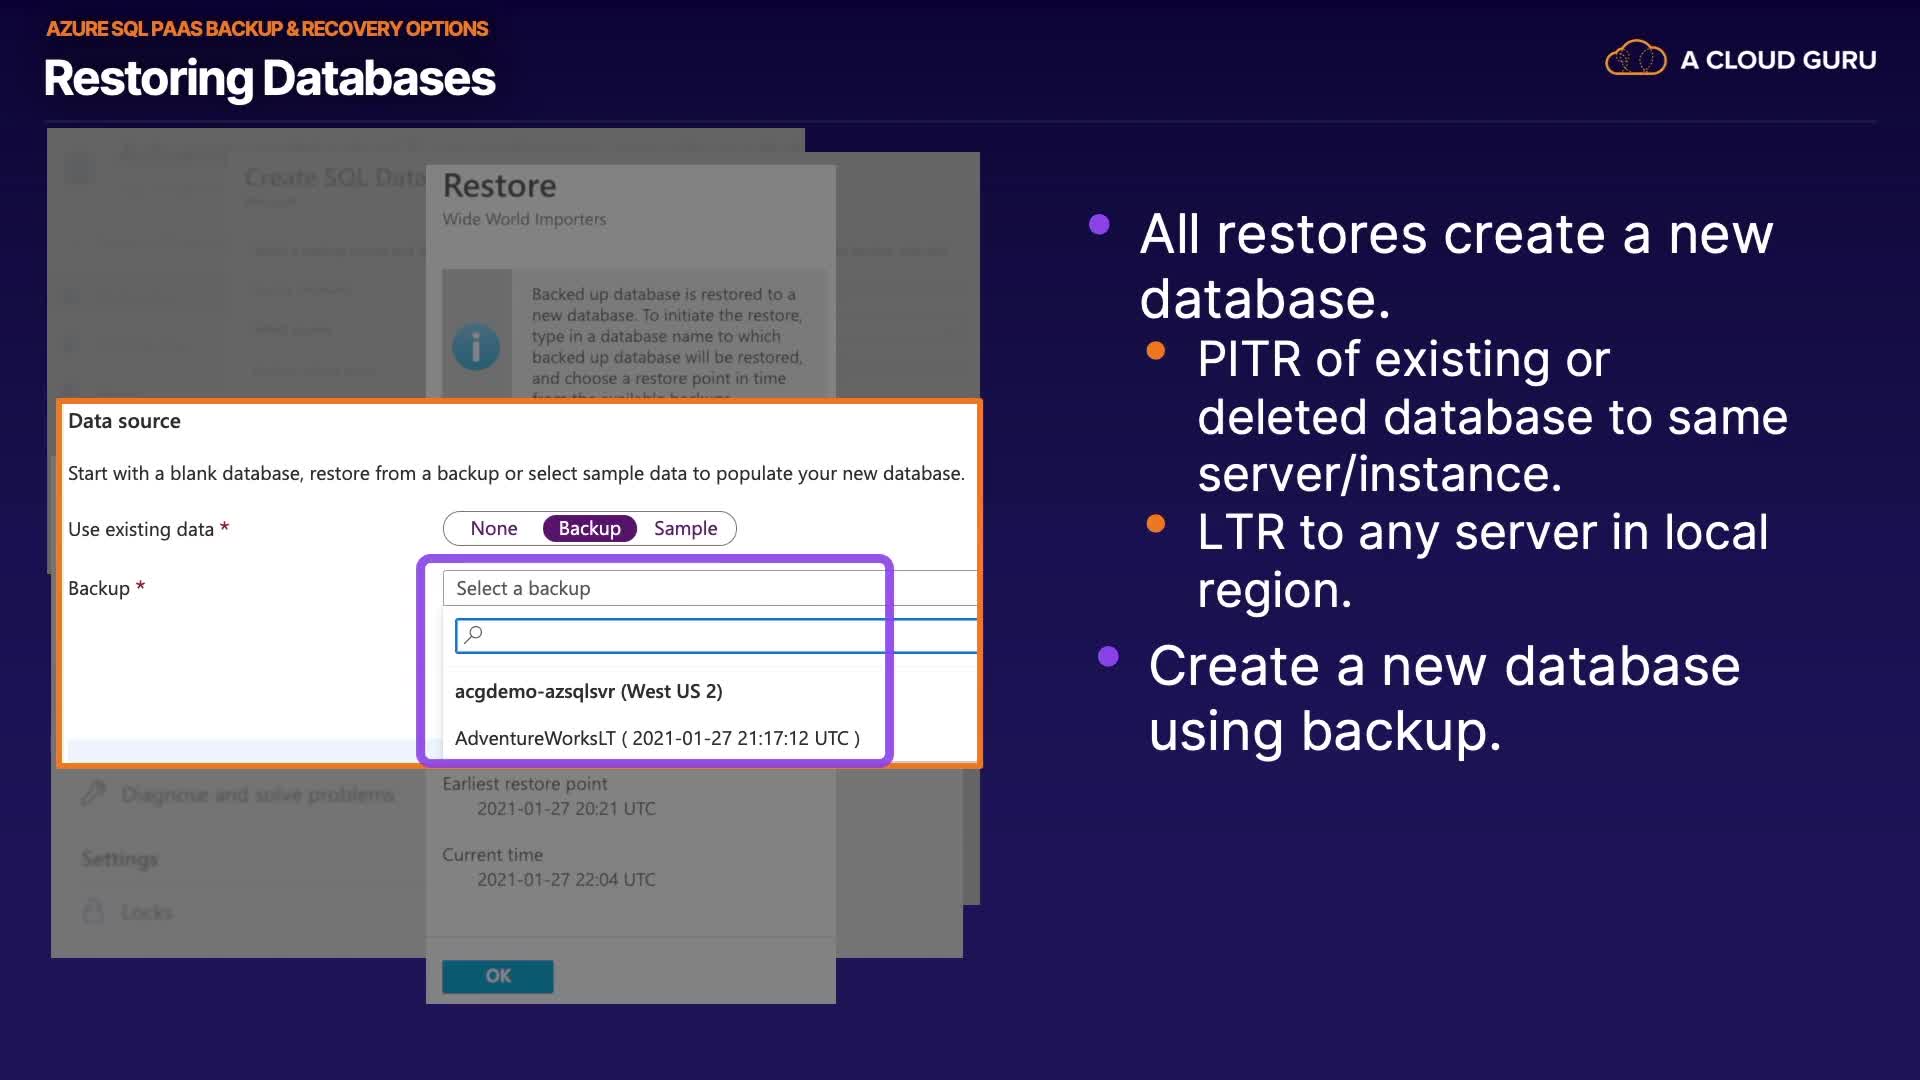 AZURE SQL PAAS BACKUP & RECOVERY OPTIONS
Restoring Databases
A CLOUD GURU
Create SQL Data
Restore
Wide World Importers
Backed up database is restored to a
new database. To initiate the restore,
type in a database name to which
backed up database will be restored,
and choose a restore point in time
Data source
Start with a blank database, restore from a backup or select sample data to populate your new database.
Use existing data *
None
Backup
Sample
Backup *
Select a backup
acgdemo-azsqlsvr (West US 2)
AdventureWorksLT ( 2021-01-27 21:17:12 UTC )
Earliest restore point
2021-01-27 20:21 UTC
Diagnose and solve problems
Current time
2021-01-27 22:04 UTC
Settings
Locks
OK
All restores create a new
database.
PITR of existing or
deleted database to same
server/instance.
LTR to any server in local
region.
Create a new database
using backup.